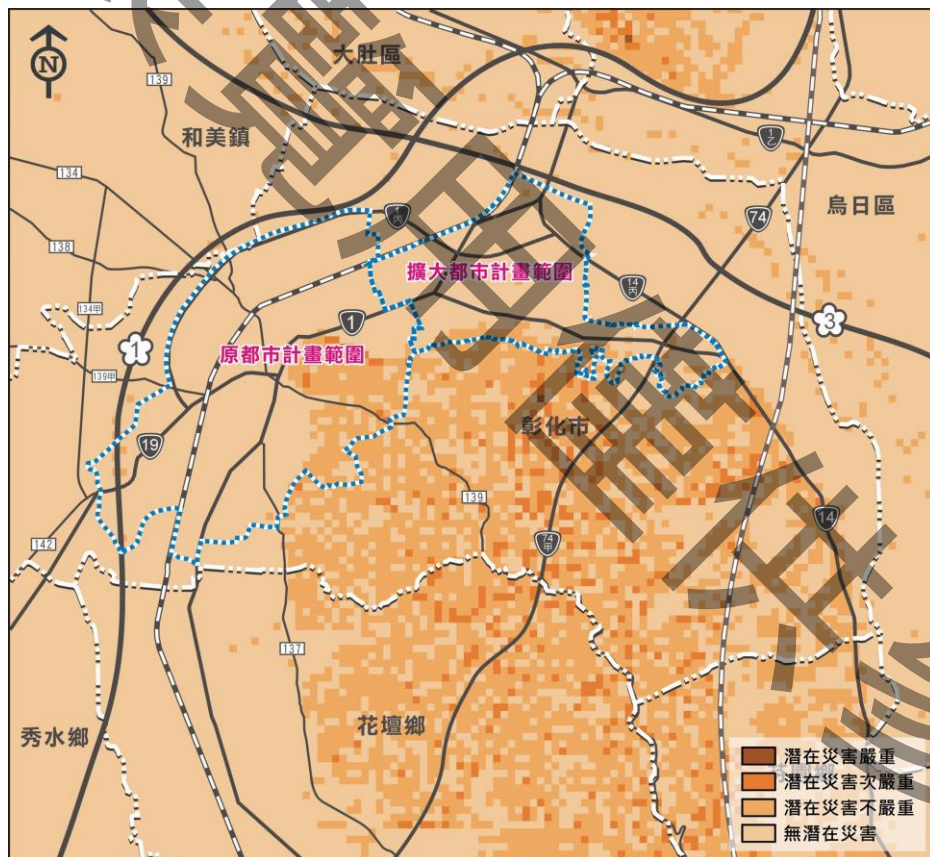 N
大肚區
139
和美鎮
1乙
134
烏日區
1丙
74
138
擴大都市計畫範圍
14丙
134甲
1
3
1
原都市計畫範圍
139甲
彰化市
19
139
14
142
74甲
137
花壇鄉
秀水鄉
潛在災害嚴重
潛在災害次嚴重
潛在災害不嚴重
無潛在災害